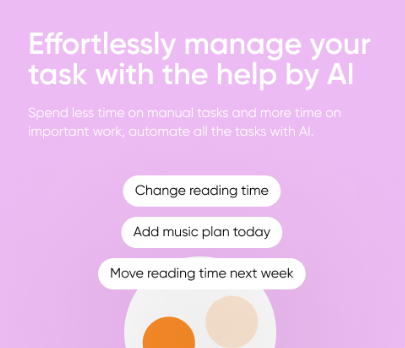 Effortlessly manage your
task with the help by AI
Spend less time on manual tasks and more time on
important work, automate all the tasks with AI.
Change reading time
Add music plan today
Move reading time next week